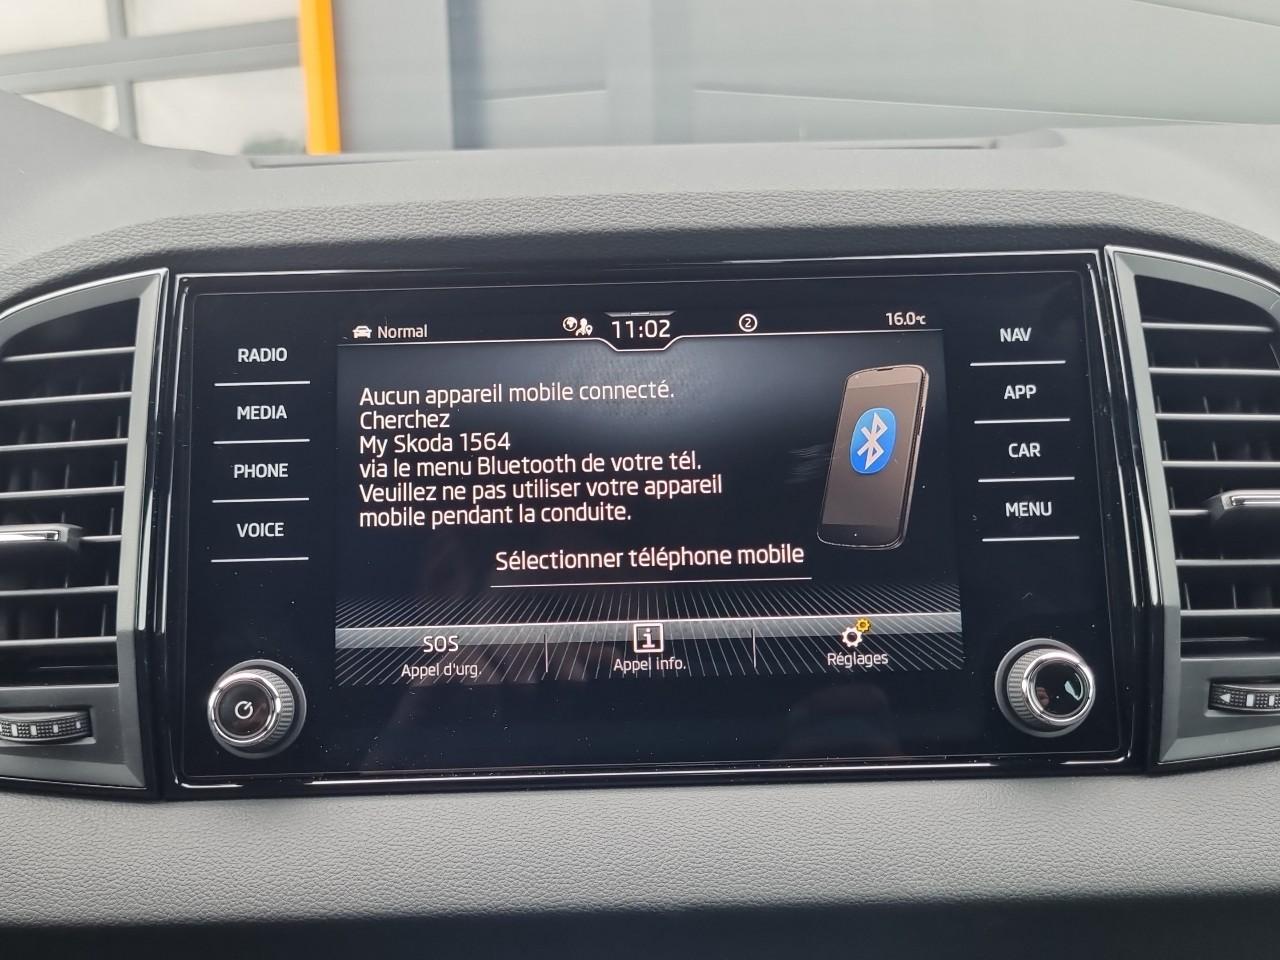 Normal
11:02
2
16.0°C
RADIO
MEDIA
PHONE
VOICE
NAV
APP
CAR
MENU
Aucun appareil mobile connecté.
Cherchez
My Skoda 1564
via le menu Bluetooth de votre tél.
Veuillez ne pas utiliser votre appareil
mobile pendant la conduite.
Sélectionner téléphone mobile
SOS
Appel d'urg.
i
Appel info.
Réglages